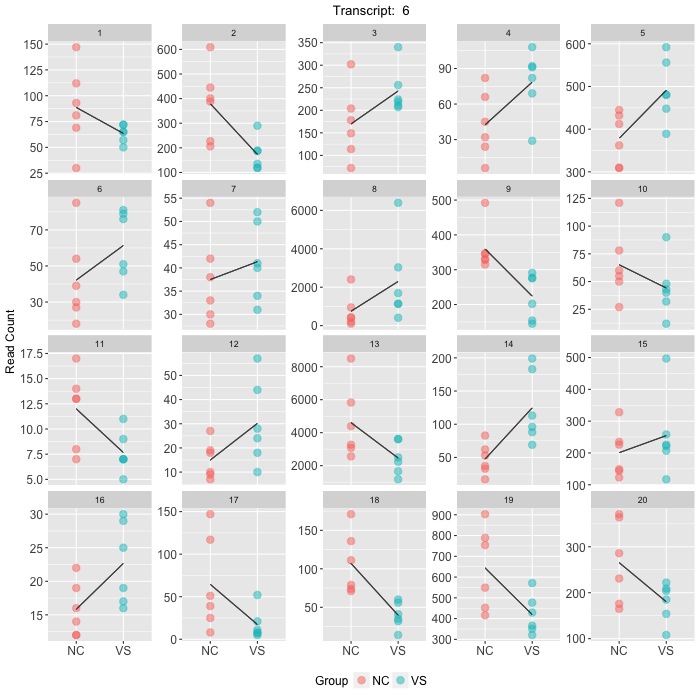 Transcript: 6
1 2 3 4 5
150 125 100 75 50 25
600 500 400 300 200 100
350 300 250 200 150 100
90 60 30
600 500 400 300
6 7 8 9 10
70 50 30
55 50 45 40 35 30
6000 4000 2000 0
500 400 300 200
125 100 75 50 25
Read Count
11 12 13 14 15
17.5 15.0 12.5 10.0 7.5 5.0
50 40 30 20 10
8000 6000 4000 2000
200 150 100 50
500 400 300 200 100
16 17 18 19 20
30 25 20 15
150 100 50 0
150 100 50
900 800 700 600 500 400 300
300 200 100
NC VS NC VS NC VS NC VS NC VS
Group NC VS